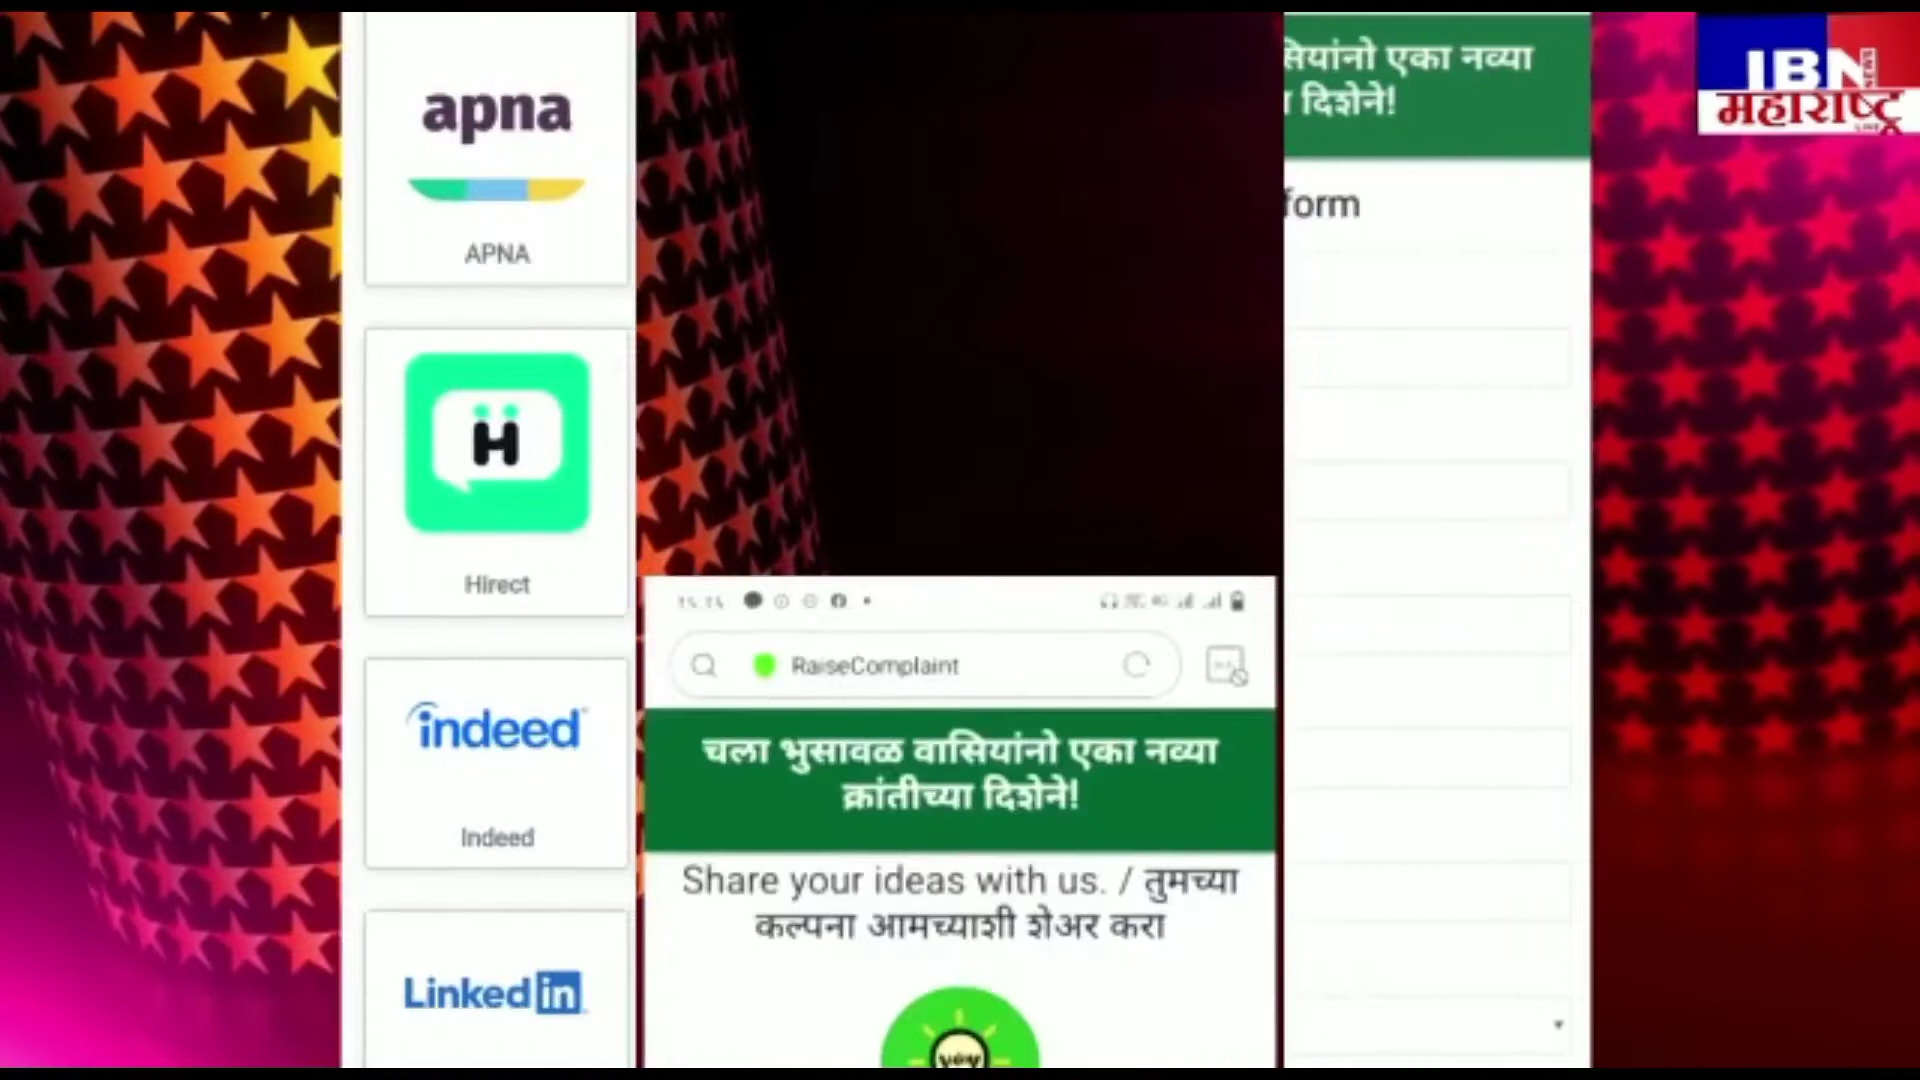 apna
APNA
H
Hirect
indeed
Indeed
Linked in
RaiseComplaint
चला भुसावळ वासियांनो एका नव्या
क्रांतीच्या दिशेने!
Share your ideas with us. / तुमच्या
कल्पना आमच्याशी शेअर करा
सियांनो एका नव्या
दिशेने!
form
IBN
महाराष्ट्र